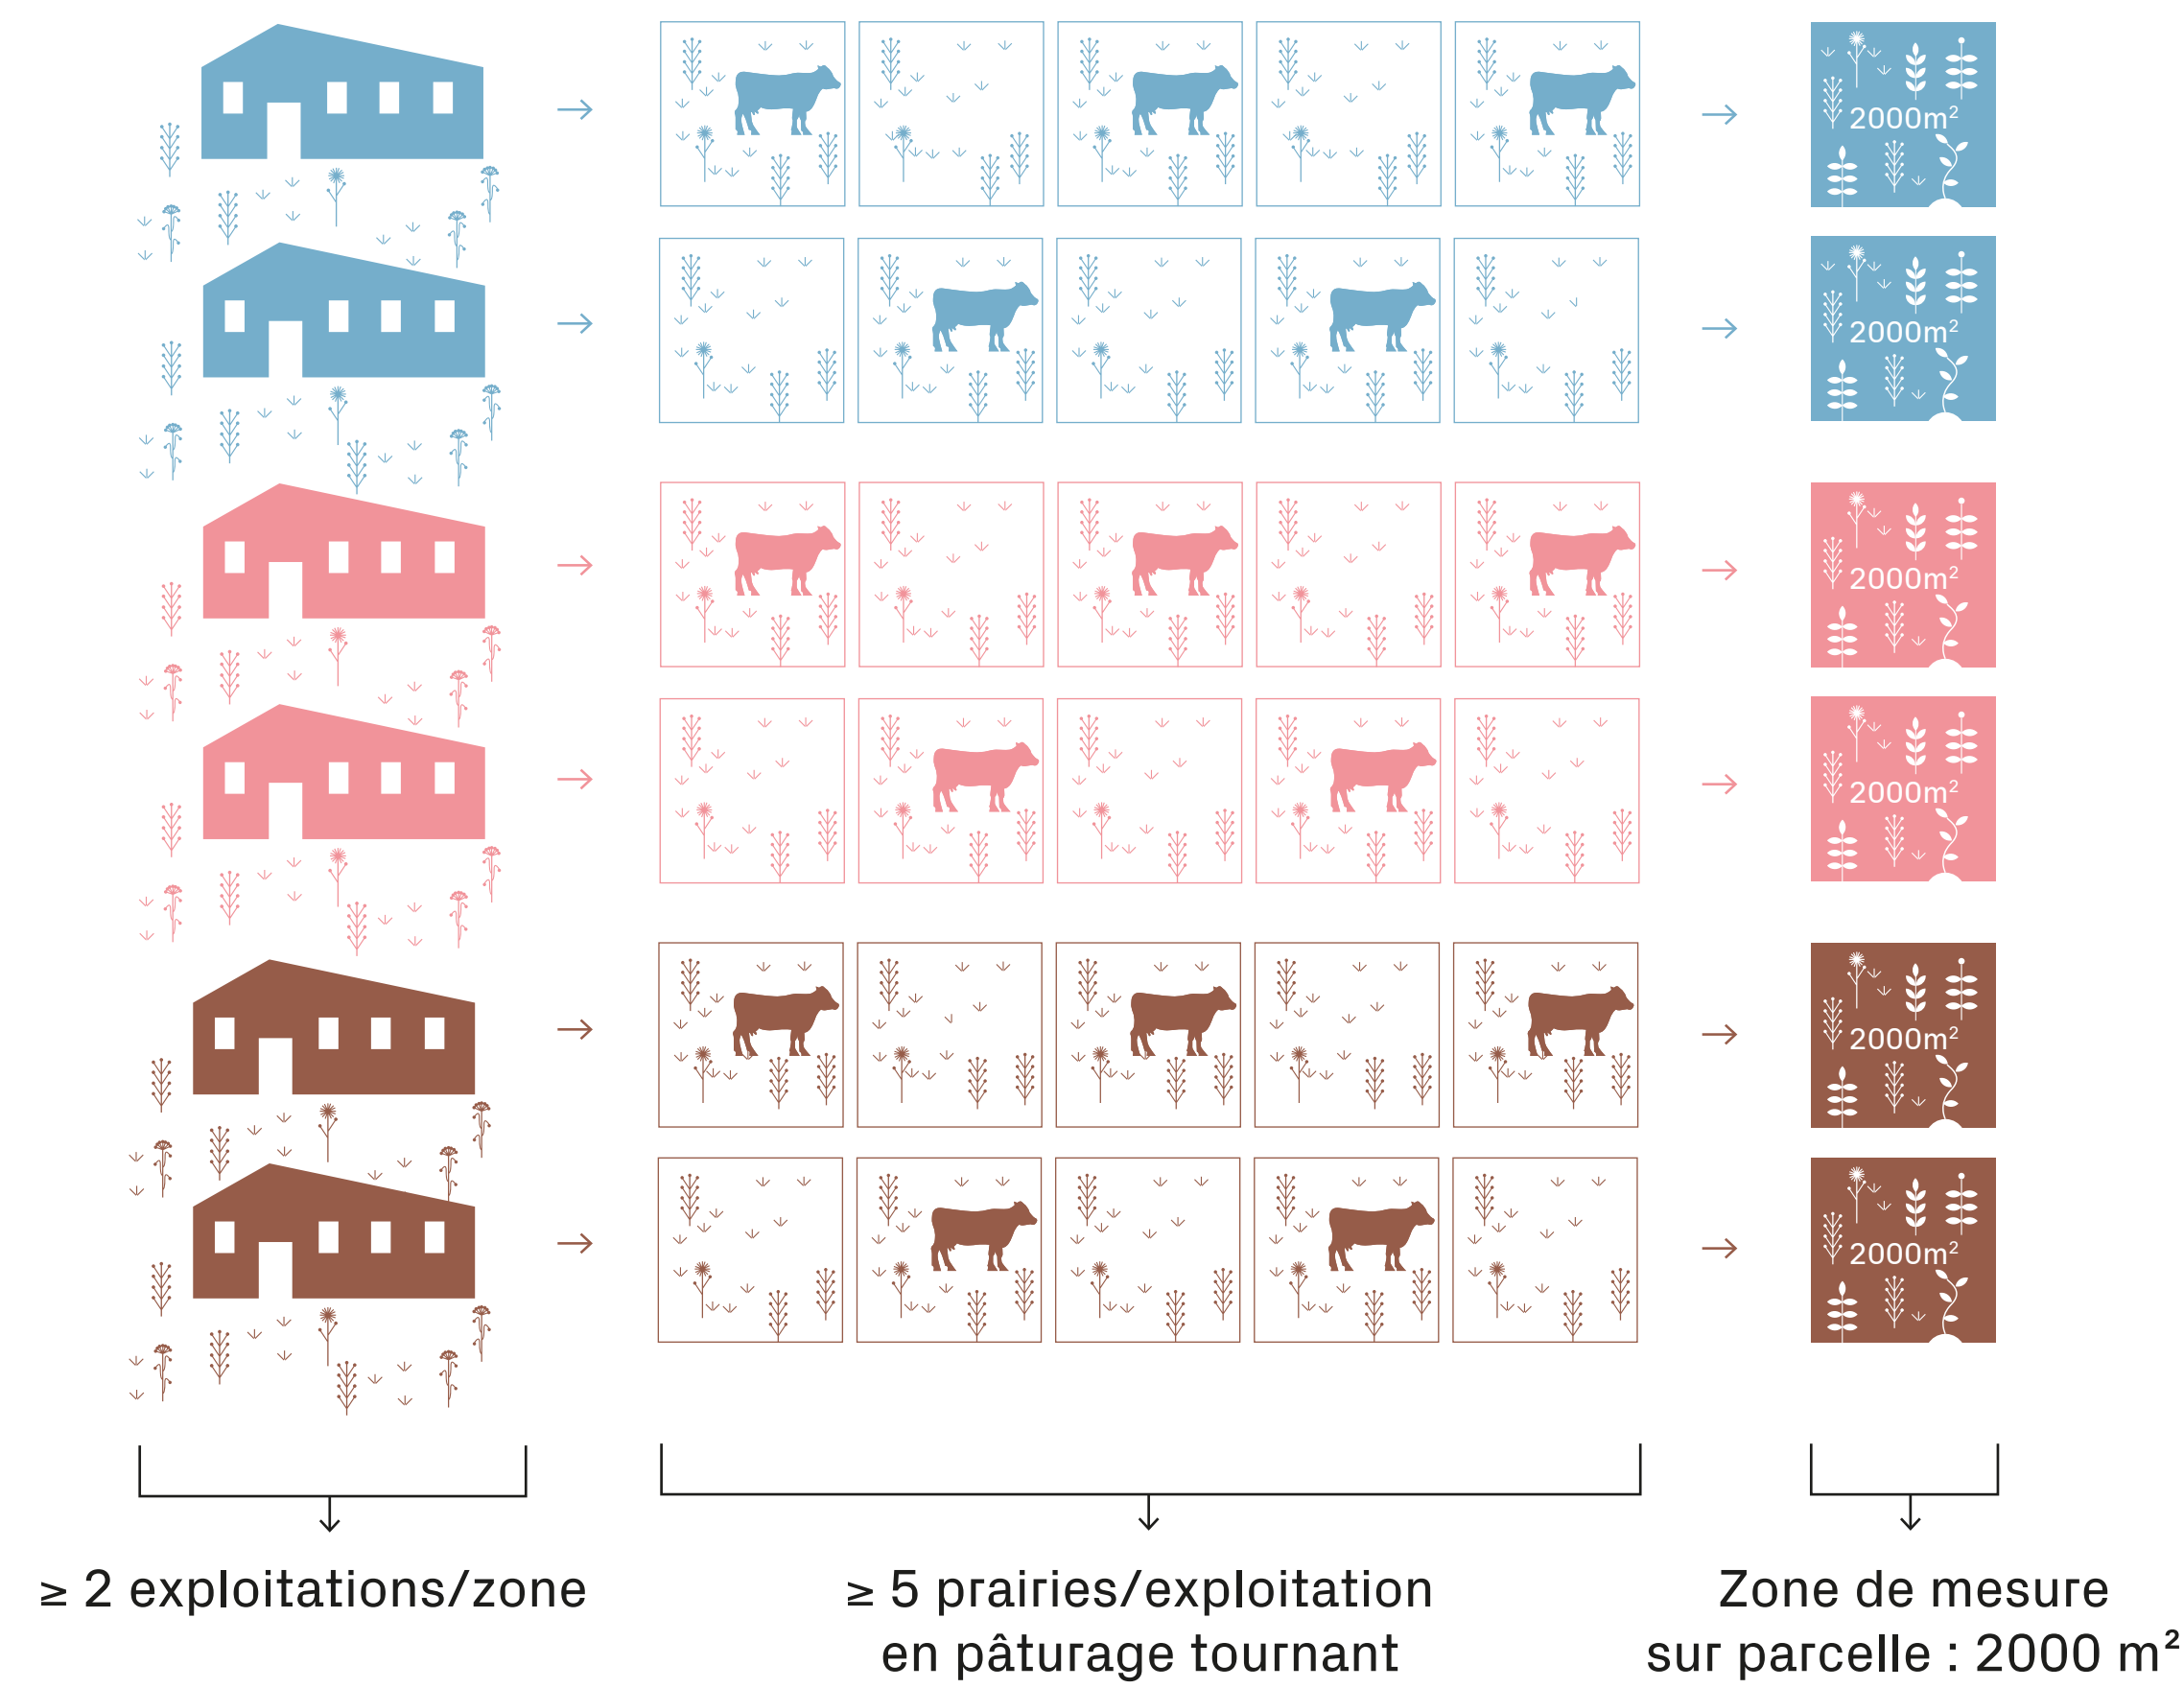 2000m²
2000m²
2000m²
2000m²
2000m²
2000m²
≥ 2 exploitations/zone
≥ 5 prairies/exploitation
en pâturage tournant
Zone de mesure
sur parcelle : 2000 m²